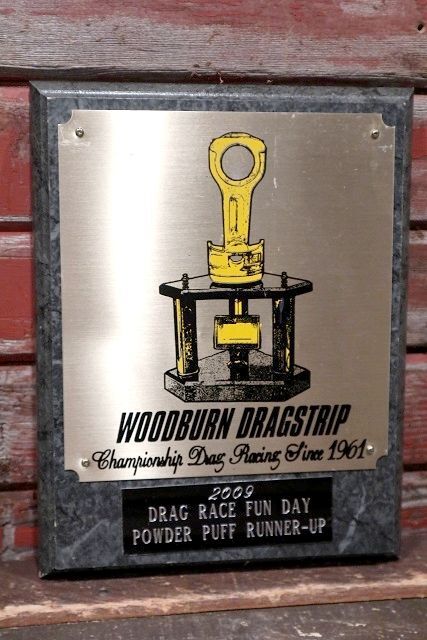 WOODBURN DRAGSTRIP
Championship Drag Racing Since 1961
2009
DRAG RACE FUN DAY
POWDER PUFF RUNNER-UP